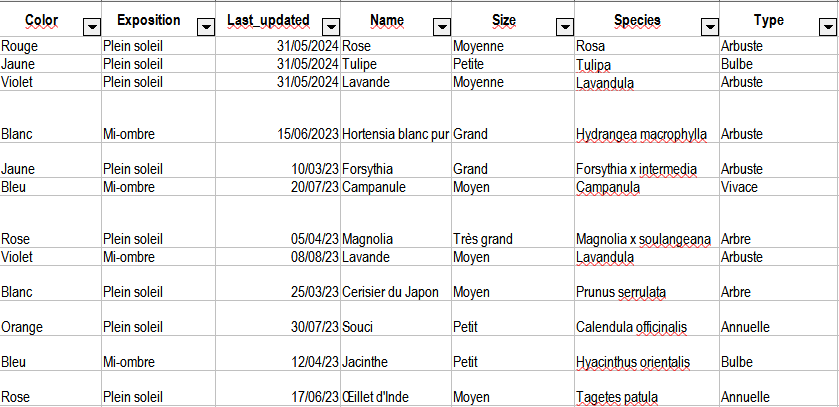 Color Exposition Last_updated Name Size Species Type
Rouge Plein soleil 31/05/2024 Rose Moyenne Rosa Arbuste
Jaune Plein soleil 31/05/2024 Tulipe Petite Tulipa Bulbe
Violet Plein soleil 31/05/2024 Lavande Moyenne Lavandula Arbuste
Blanc Mi-ombre 15/06/2023 Hortensia blanc pur Grand Hydrangea macrophylla Arbuste
Jaune Plein soleil 10/03/23 Forsythia Grand Forsythia x intermedia Arbuste
Bleu Mi-ombre 20/07/23 Campanule Moyen Campanula Vivace
Rose Plein soleil 05/04/23 Magnolia Très grand Magnolia x soulangeana Arbre
Violet Mi-ombre 08/08/23 Lavande Moyen Lavandula Arbuste
Blanc Plein soleil 25/03/23 Cerisier du Japon Moyen Prunus serrulata Arbre
Orange Plein soleil 30/07/23 Souci Petit Calendula officinalis Annuelle
Bleu Mi-ombre 12/04/23 Jacinthe Petit Hyacinthus orientalis Bulbe
Rose Plein soleil 17/06/23 Œillet d'Inde Moyen Tagetes patula Annuelle